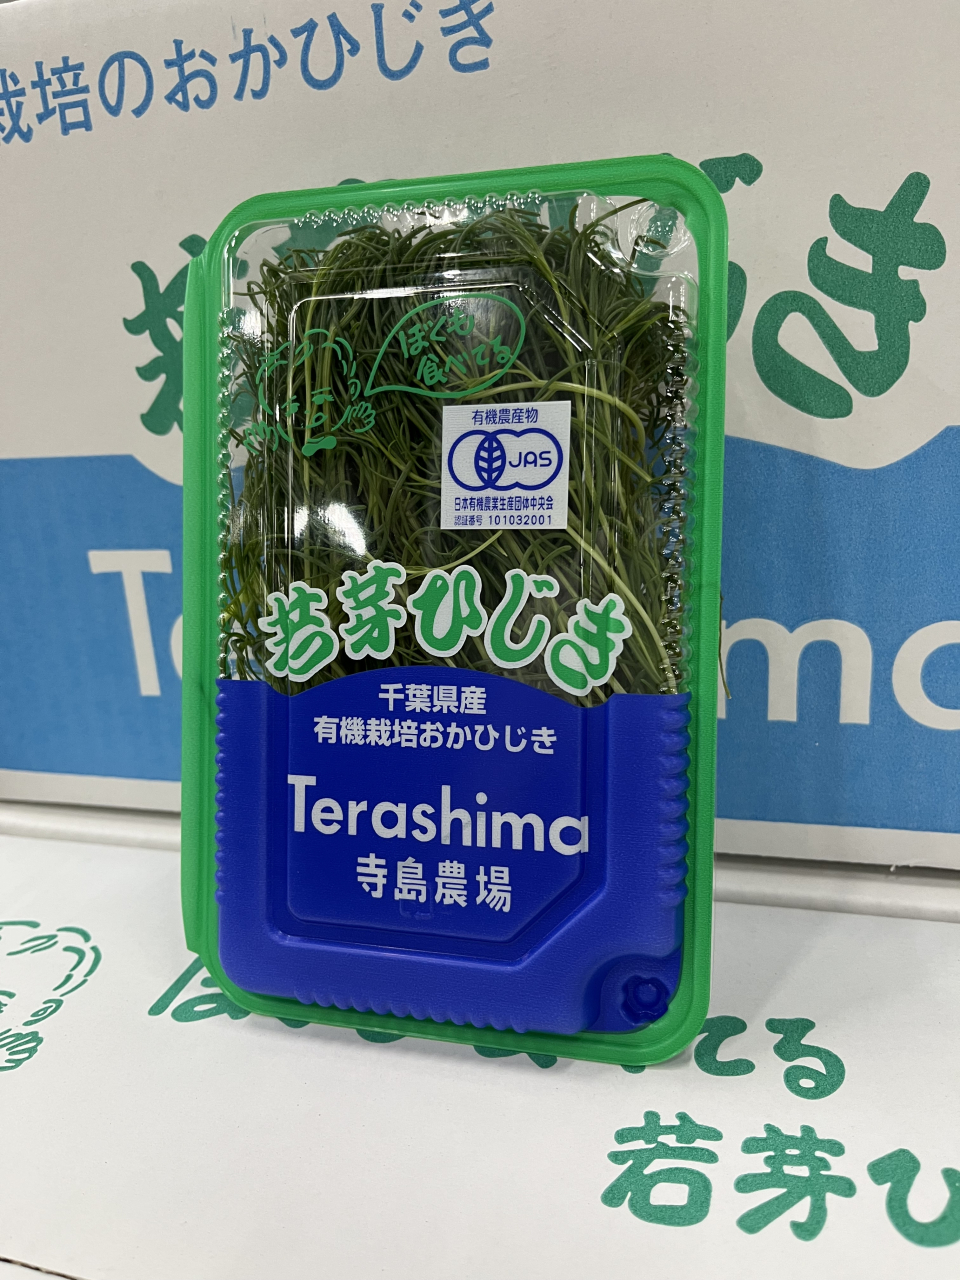 栽培のおかひじき
ぼくも
食べてる
有機農産物
JAS
日本有機農業生産団体中央会
認証番号 101032001
若芽ひじき
千葉県産
有機栽培おかひじき
Terashima
寺島農場
てる
若芽ひ